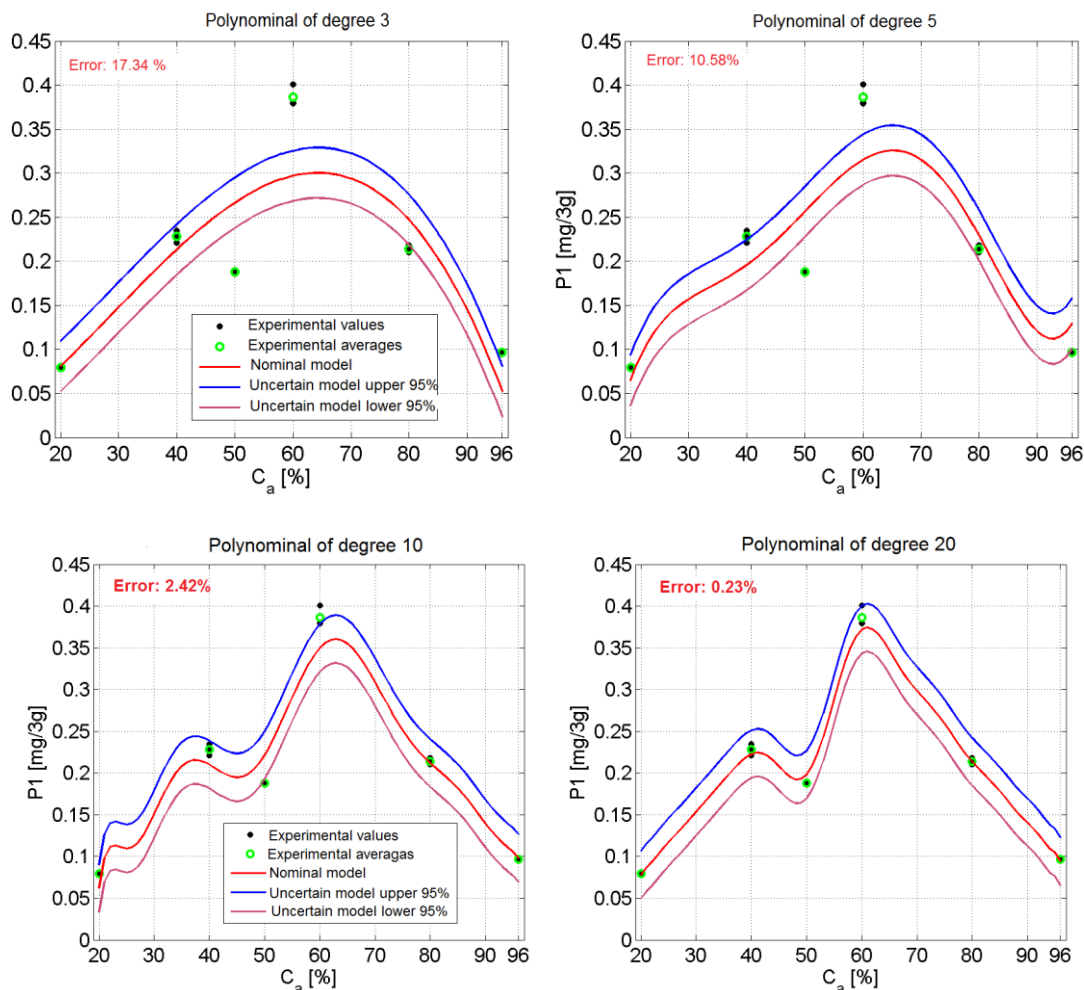 Polynominal of degree 3
Error: 17.34 %
0.45
0.4
0.35
0.3
0.25
0.2
0.15
0.1
0.05
0
Experimental values
Experimental averages
Nominal model
Uncertain model upper 95%
Uncertain model lower 95%
20 30 40 50 60 70 80 90 96
C_a [%]
Polynominal of degree 5
Error: 10.58%
P1 [mg/3g]
0.45
0.4
0.35
0.3
0.25
0.2
0.15
0.1
0.05
0
20 30 40 50 60 70 80 90 96
C_a [%]
Polynominal of degree 10
Error: 2.42%
P1 [mg/3g]
0.45
0.4
0.35
0.3
0.25
0.2
0.15
0.1
0.05
0
Experimental values
Experimental averagas
Nominal model
Uncertain model upper 95%
Uncertain model lower 95%
20 30 40 50 60 70 80 90 96
C_a [%]
Polynominal of degree 20
Error: 0.23%
P1 [mg/3g]
0.45
0.4
0.35
0.3
0.25
0.2
0.15
0.1
0.05
0
20 30 40 50 60 70 80 90 96
C_a [%]